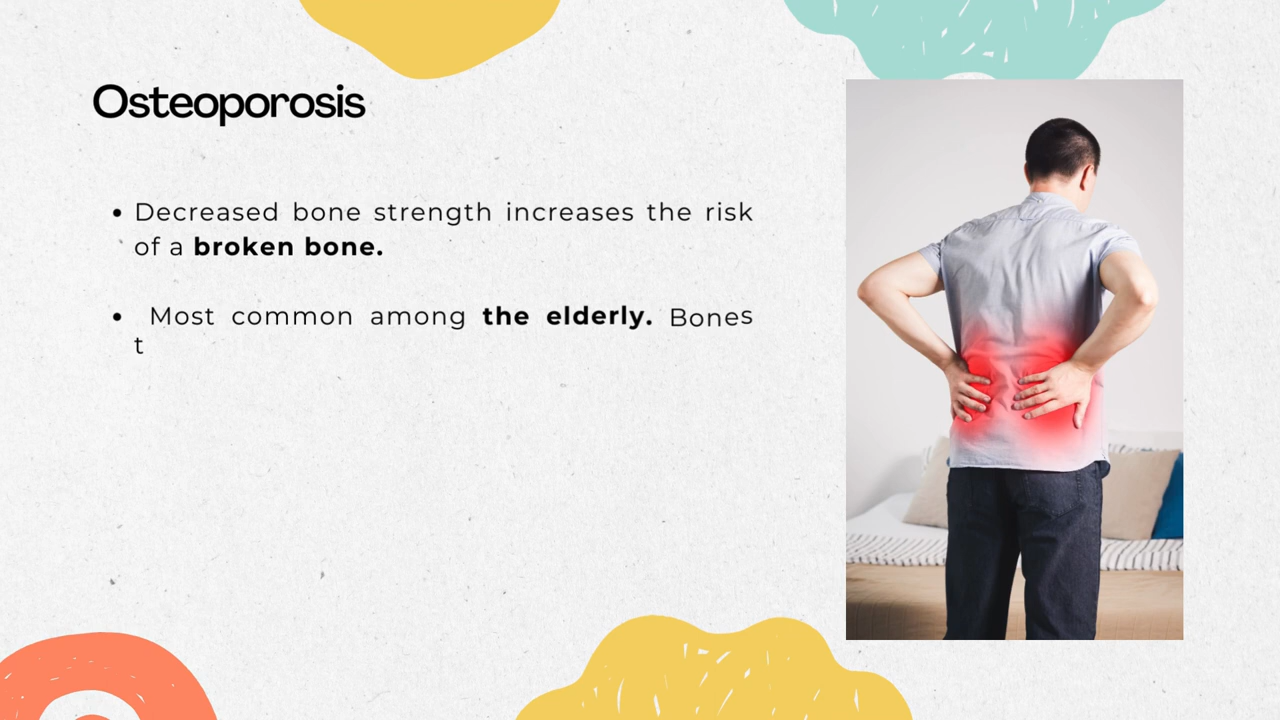 Osteoporosis
• Decreased bone strength increases the risk
of a broken bone.
• Most common among the elderly. Bones
t